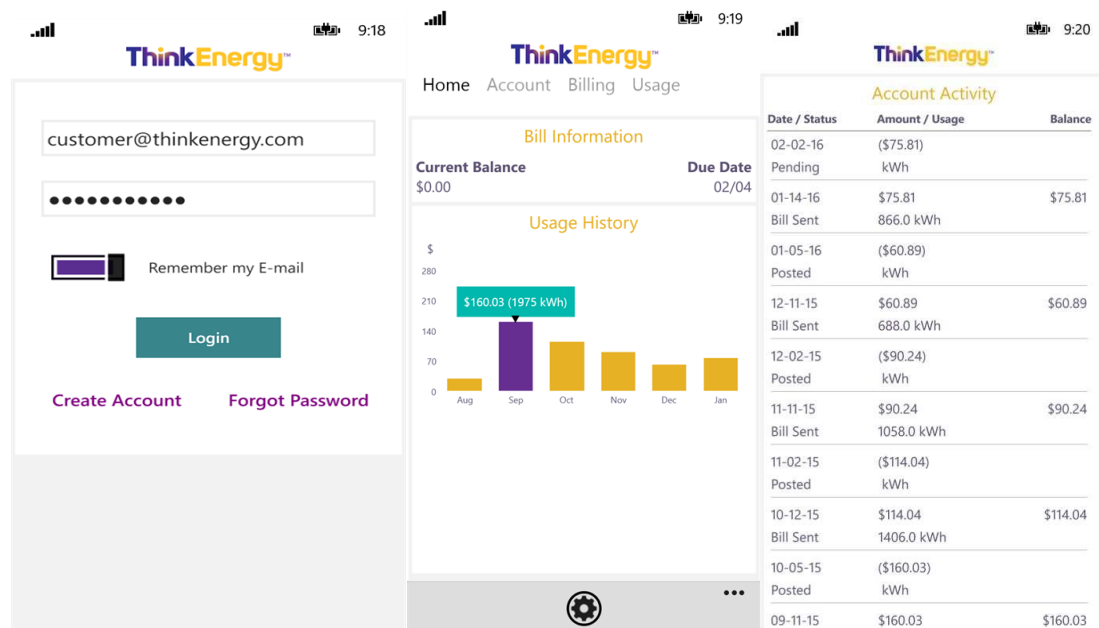 9:18
ThinkEnergy™
customer@thinkenergy.com
Remember my E-mail
Login
Create Account Forgot Password
9:19
ThinkEnergy™
Home Account Billing Usage
Bill Information
Current Balance Due Date
$0.00 02/04
Usage History
$
280
210
140
70
0
$160.03 (1975 kWh)
Aug Sep Oct Nov Dec Jan
9:20
ThinkEnergy™
Account Activity
Date / Status Amount / Usage Balance
02-02-16 ($75.81)
Pending kWh
01-14-16 $75.81 $75.81
Bill Sent 866.0 kWh
01-05-16 ($60.89)
Posted kWh
12-11-15 $60.89 $60.89
Bill Sent 688.0 kWh
12-02-15 ($90.24)
Posted kWh
11-11-15 $90.24 $90.24
Bill Sent 1058.0 kWh
11-02-15 ($114.04)
Posted kWh
10-12-15 $114.04 $114.04
Bill Sent 1406.0 kWh
10-05-15 ($160.03)
Posted kWh
09-11-15 $160.03 $160.03